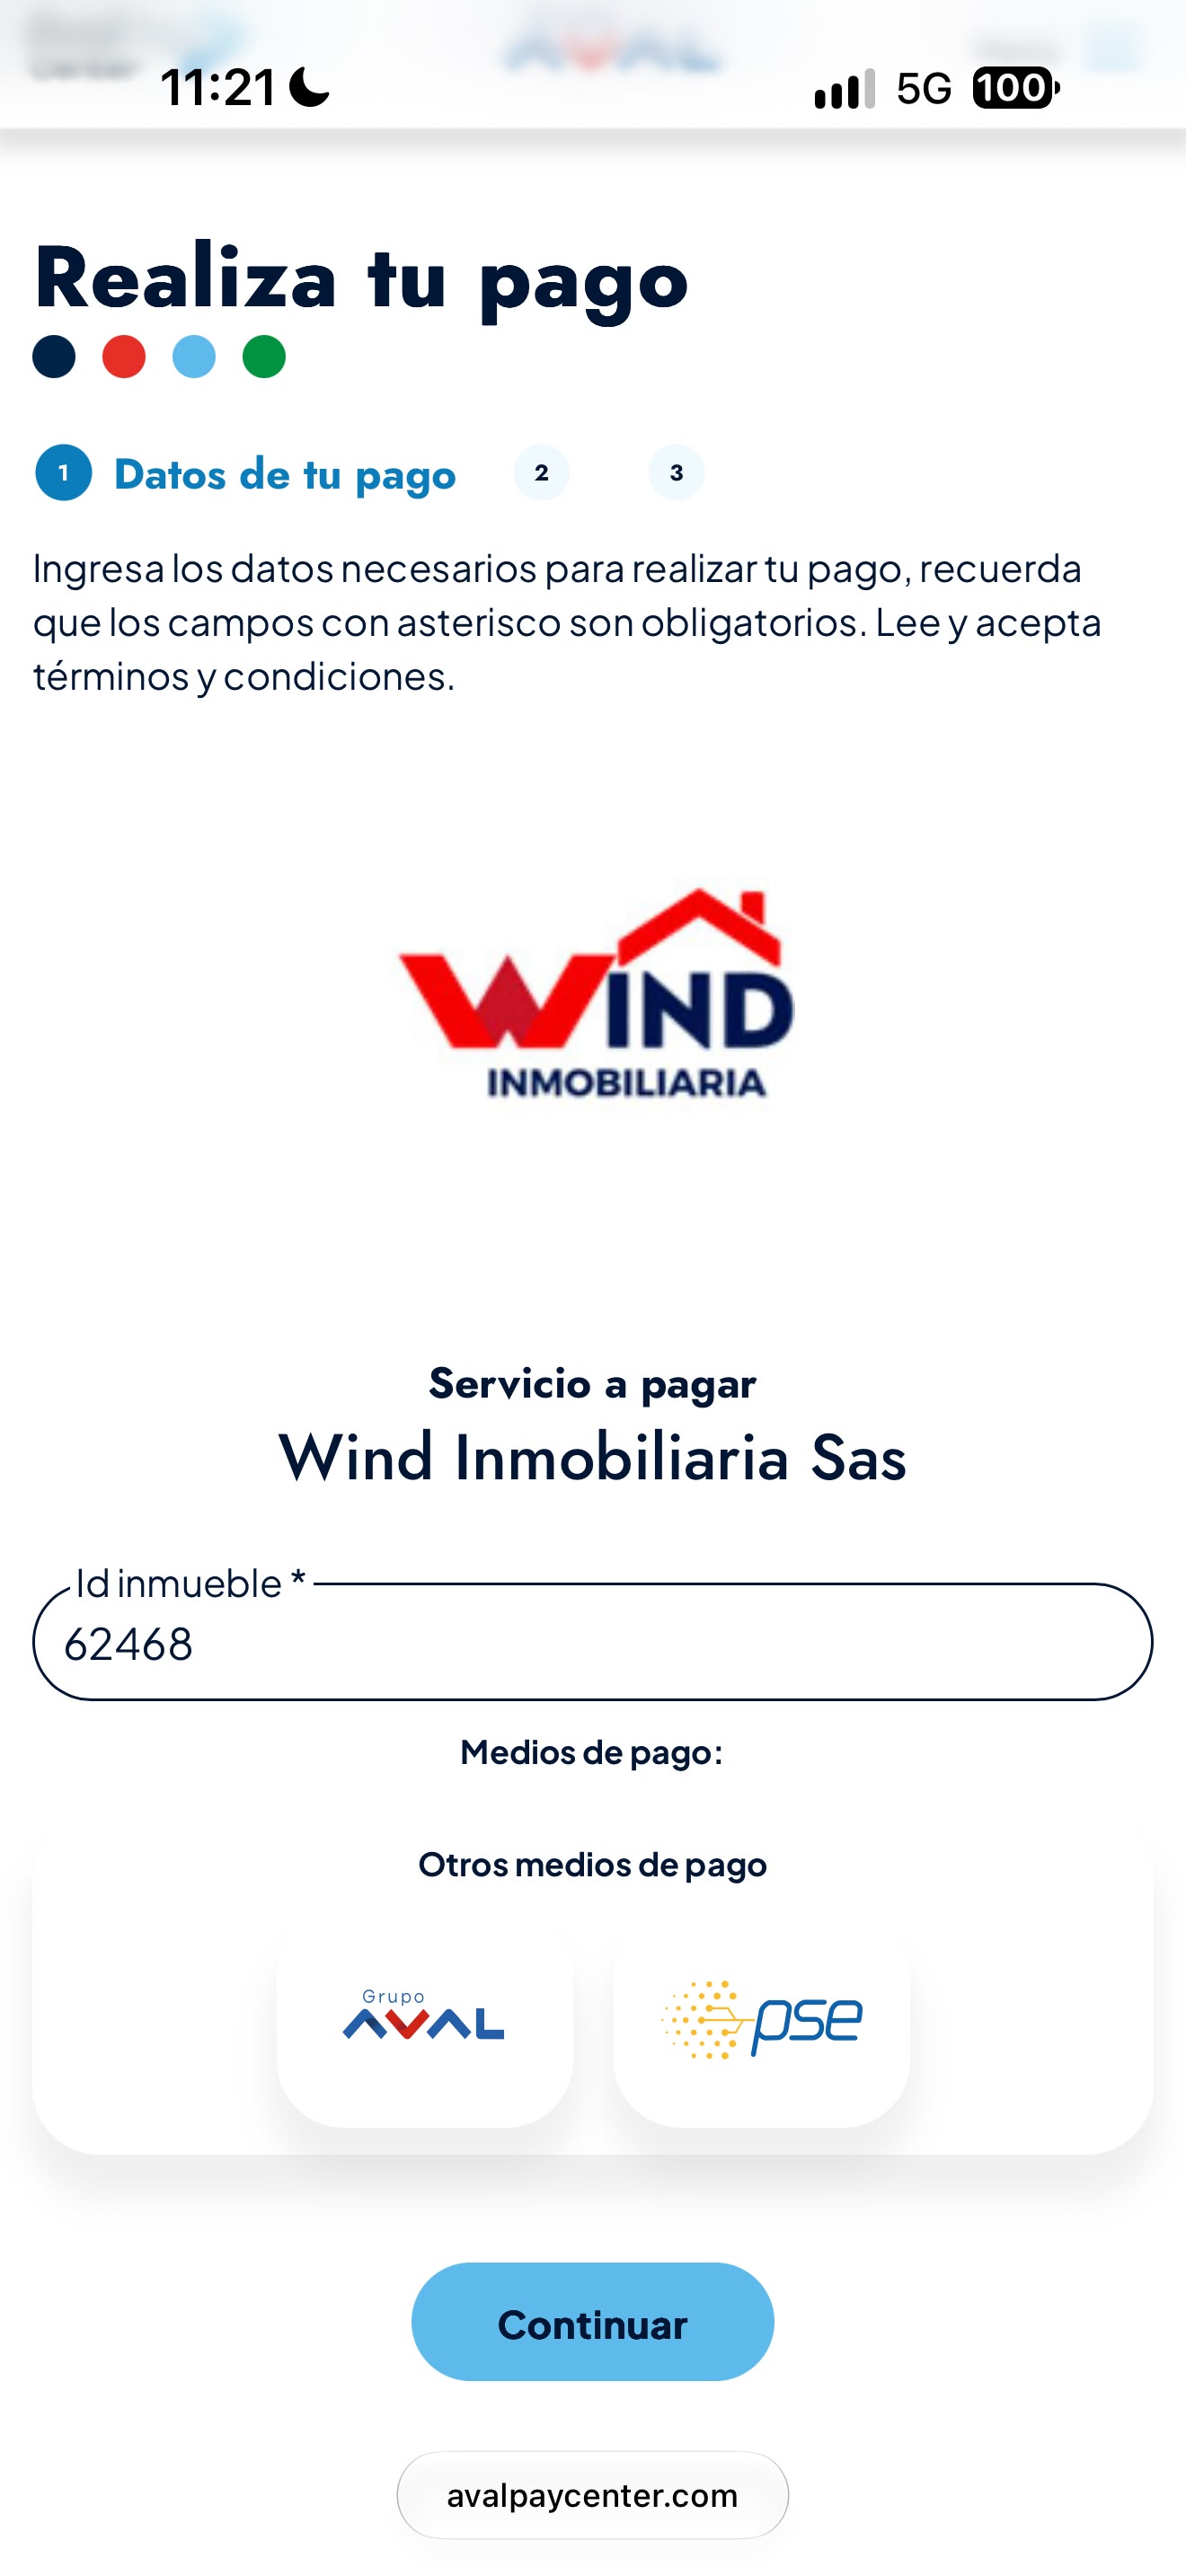 11:21
5G
100
Realiza tu pago
1 Datos de tu pago 2 3
Ingresa los datos necesarios para realizar tu pago, recuerda
que los campos con asterisco son obligatorios. Lee y acepta
términos y condiciones.
WIND
INMOBILIARIA
Servicio a pagar
Wind Inmobiliaria Sas
Id inmueble *
62468
Medios de pago:
Otros medios de pago
Grupo
AVAL
pse
Continuar
avalpaycenter.com